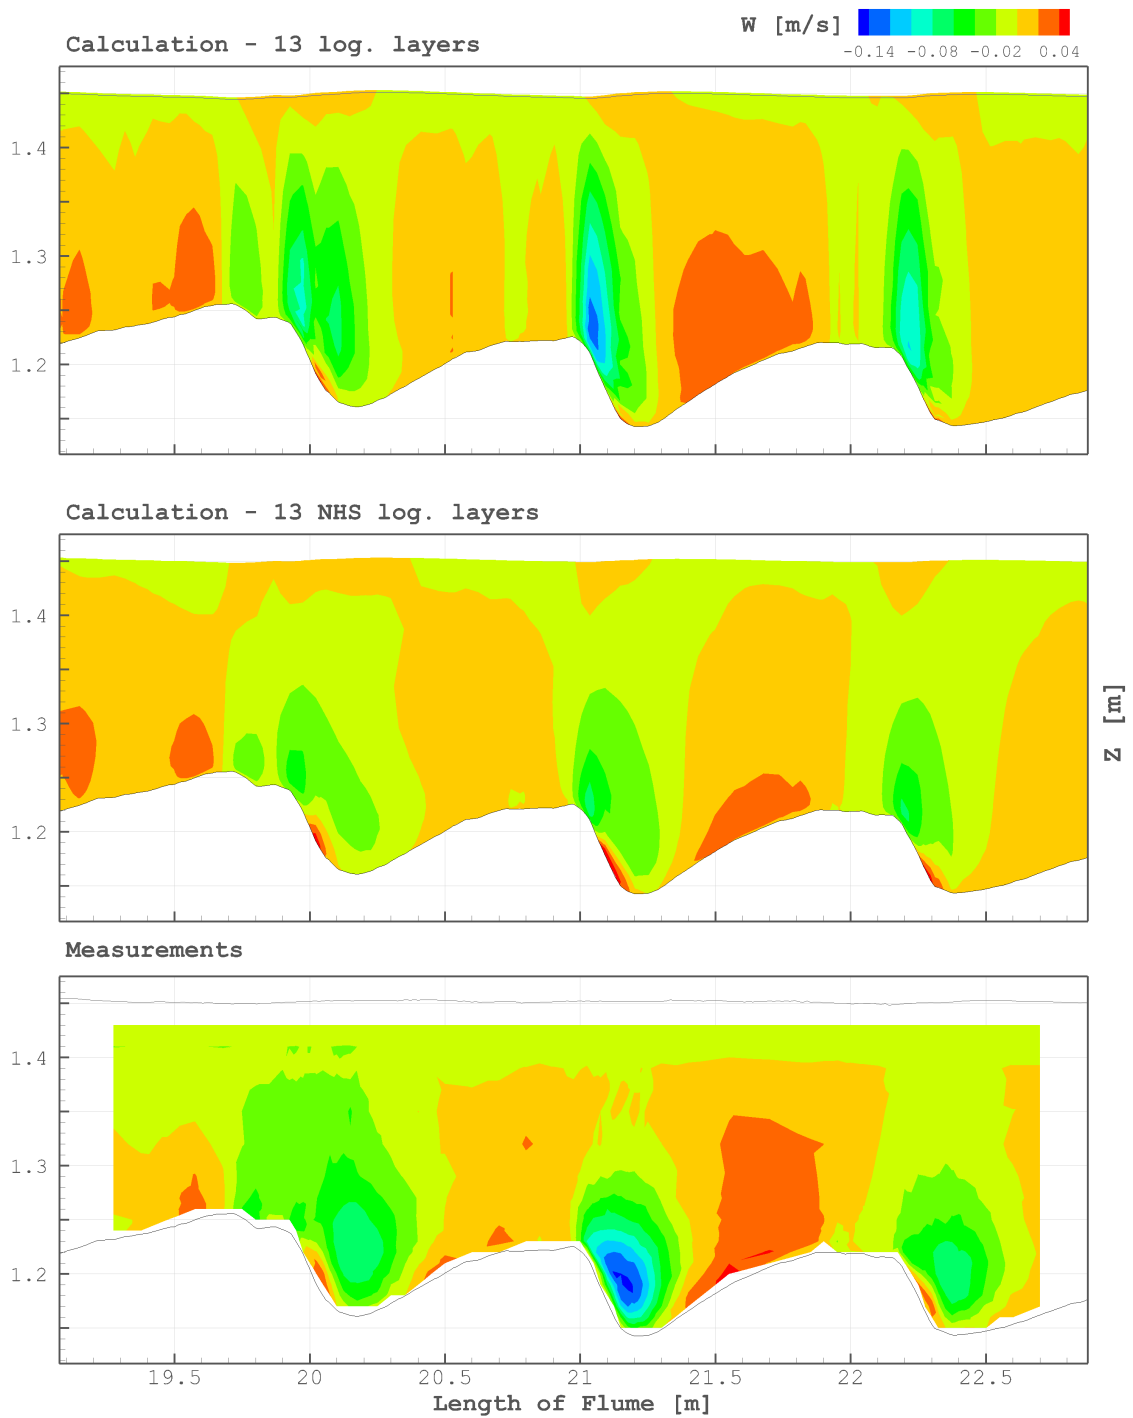 W [m/s]
Calculation - 13 log. layers
-0.14 -0.08 -0.02 0.04
1.4
1.3
1.2
Calculation - 13 NHS log. layers
1.4
1.3
1.2
Z [m]
Measurements
1.4
1.3
1.2
19.5 20 20.5 21 21.5 22 22.5
Length of Flume [m]